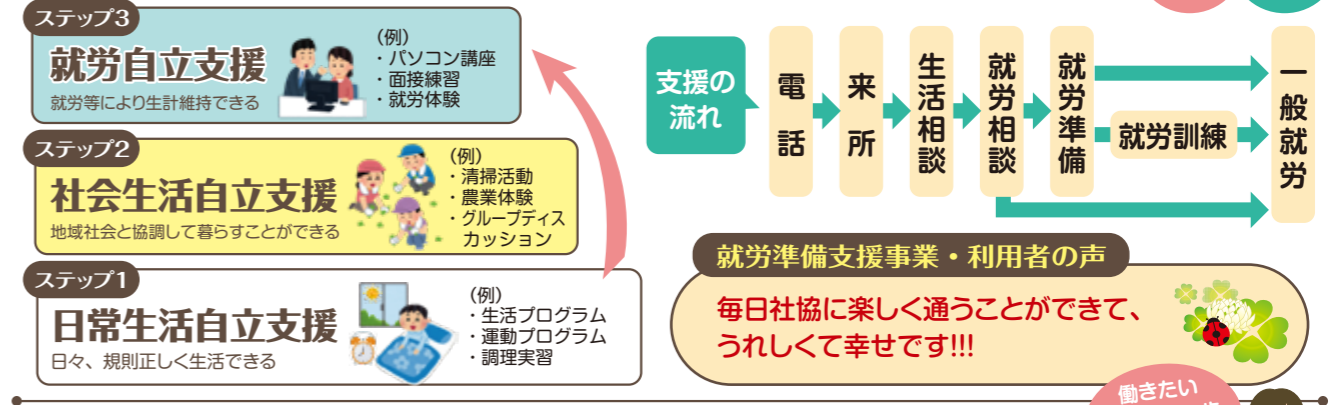 ステップ3
就労自立支援
就労等により生計維持できる
(例)
・パソコン講座
・面接練習
・就労体験
ステップ2
社会生活自立支援
地域社会と協調して暮らすことができる
(例)
・清掃活動
・農業体験
・グループディス
カッション
ステップ1
日常生活自立支援
日々、規則正しく生活できる
(例)
・生活プログラム
・運動プログラム
・調理実習
支援の
流れ
電話
来所
生活相談
就労相談
就労準備
就労訓練
一般就労
就労準備支援事業・利用者の声
毎日社協に楽しく通うことができて、
うれしくて幸せです!!!
働きたい